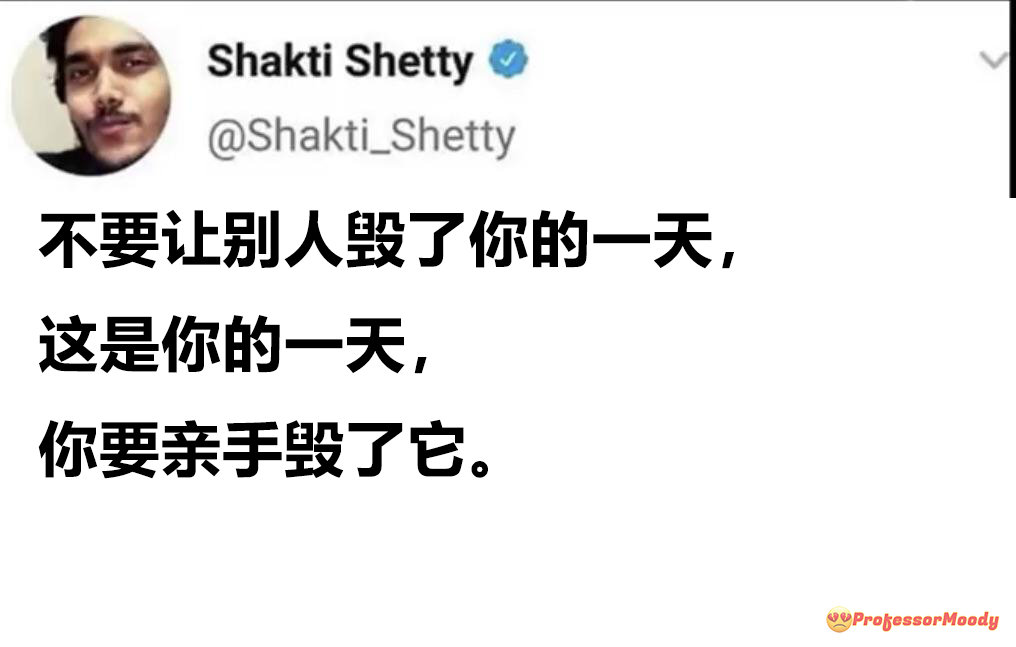 Shakti Shetty
@Shakti_Shetty
不要让别人毁了你的一天，
这是你的一天，
你要亲手毁了它。
ProfessorMoody